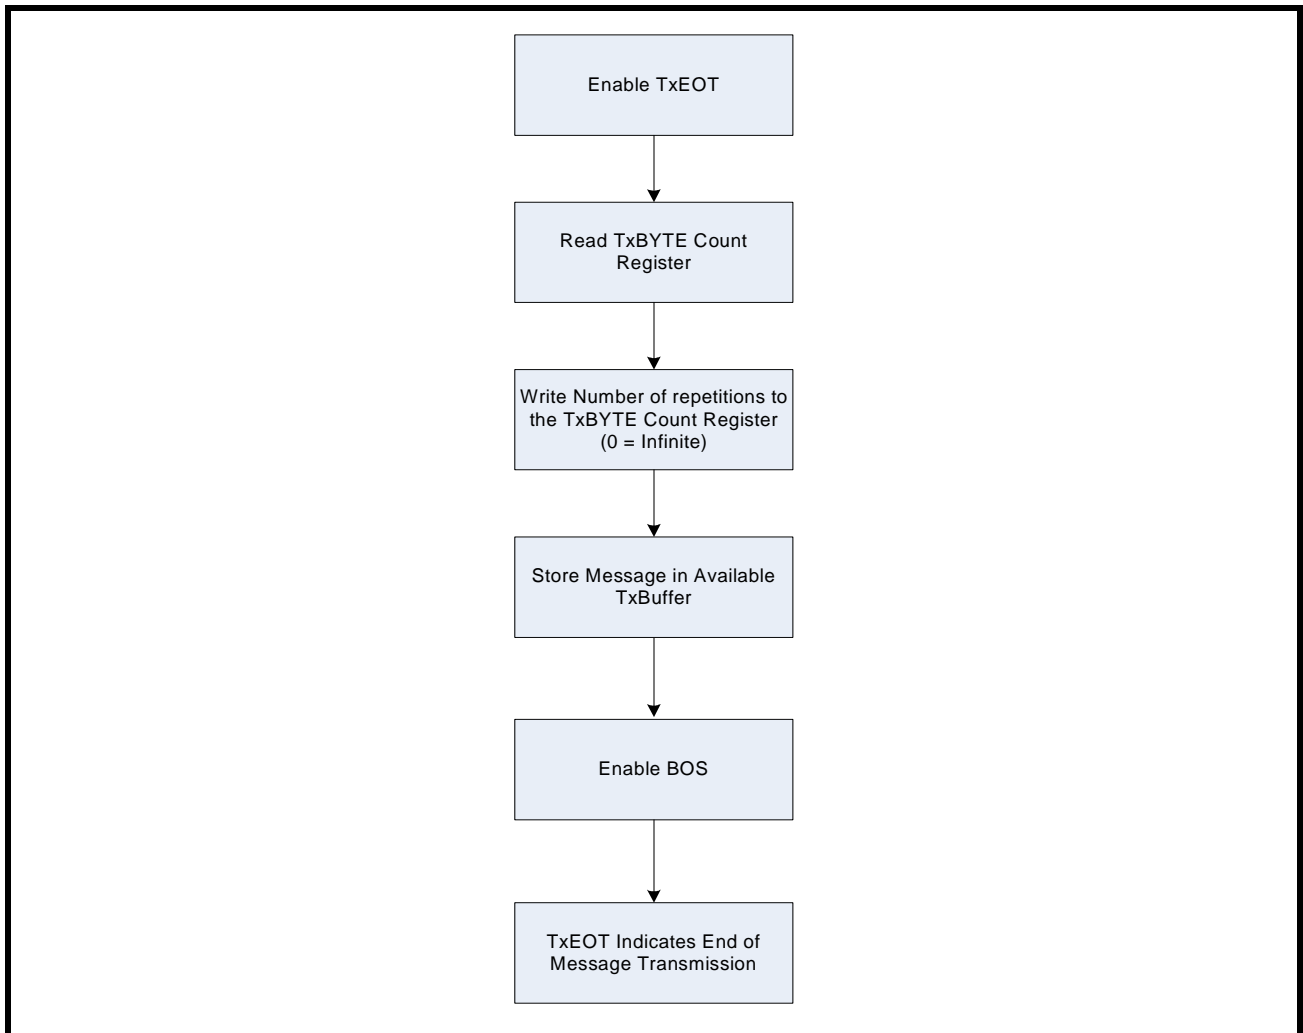 Enable TxEOT
Read TxBYTE Count
Register
Write Number of repetitions to
the TxBYTE Count Register
(0 = Infinite)
Store Message in Available
TxBuffer
Enable BOS
TxEOT Indicates End of
Message Transmission